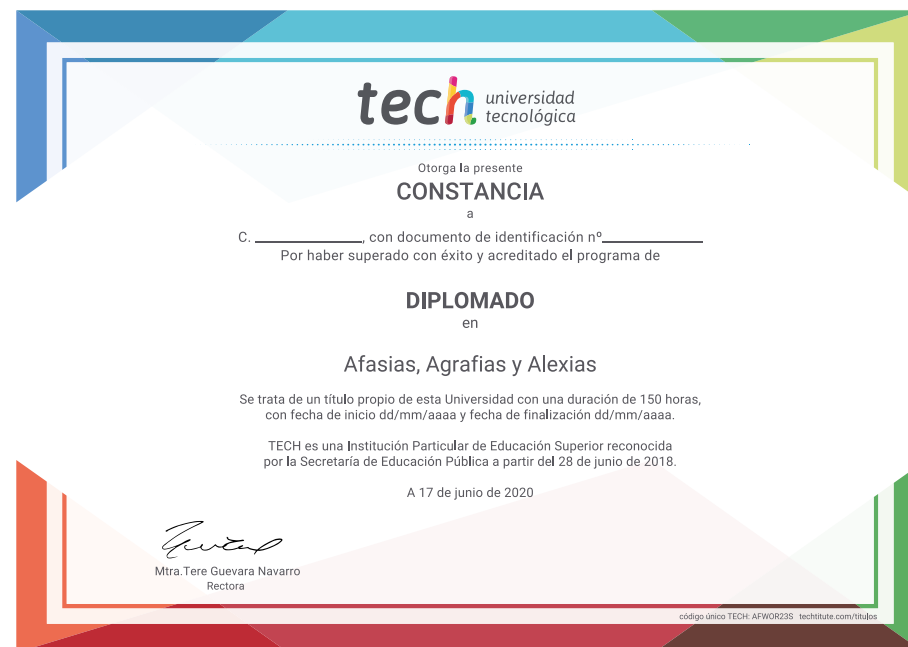 tech universidad
tecnológica
Otorga la presente
CONSTANCIA
a
C. ____________, con documento de identificación nº____________
Por haber superado con éxito y acreditado el programa de
DIPLOMADO
en
Afasias, Agrafias y Alexias
Se trata de un título propio de esta Universidad con una duración de 150 horas,
con fecha de inicio dd/mm/aaaa y fecha de finalización dd/mm/aaaa.
TECH es una Institución Particular de Educación Superior reconocida
por la Secretaría de Educación Pública a partir del 28 de junio de 2018.
A 17 de junio de 2020
Mtra.Tere Guevara Navarro
Rectora
código único TECH: AFWOR23S techtitute.com/titulos